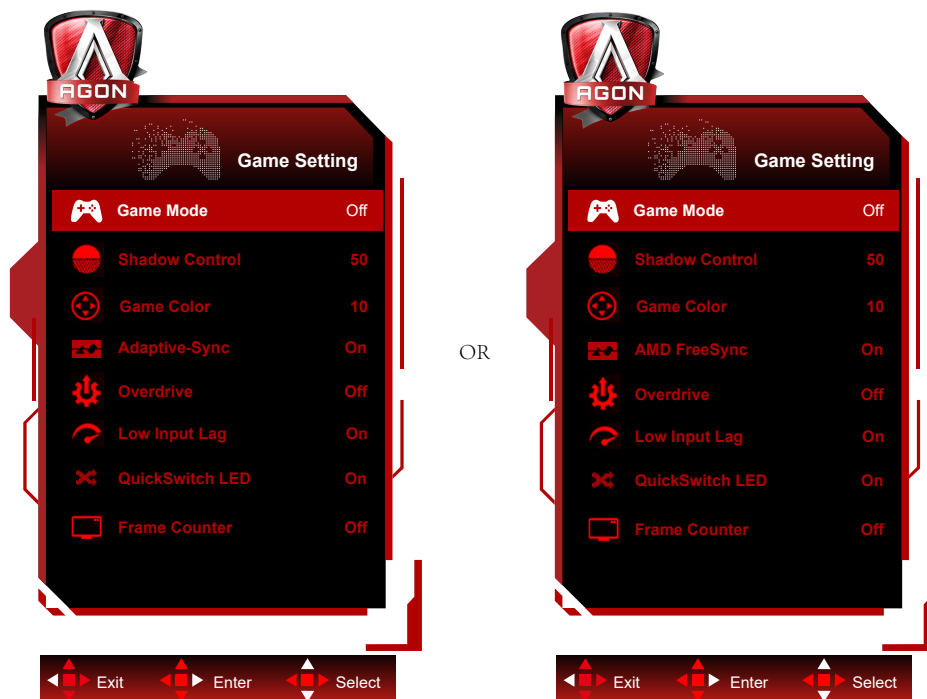 AGON
Game Setting
Game Mode Off
Shadow Control 50
Game Color 10
Adaptive-Sync On
Overdrive Off
Low Input Lag On
QuickSwitch LED On
Frame Counter Off
Exit Enter Select
OR
AGON
Game Setting
Game Mode Off
Shadow Control 50
Game Color 10
AMD FreeSync On
Overdrive Off
Low Input Lag On
QuickSwitch LED On
Frame Counter Off
Exit Enter Select